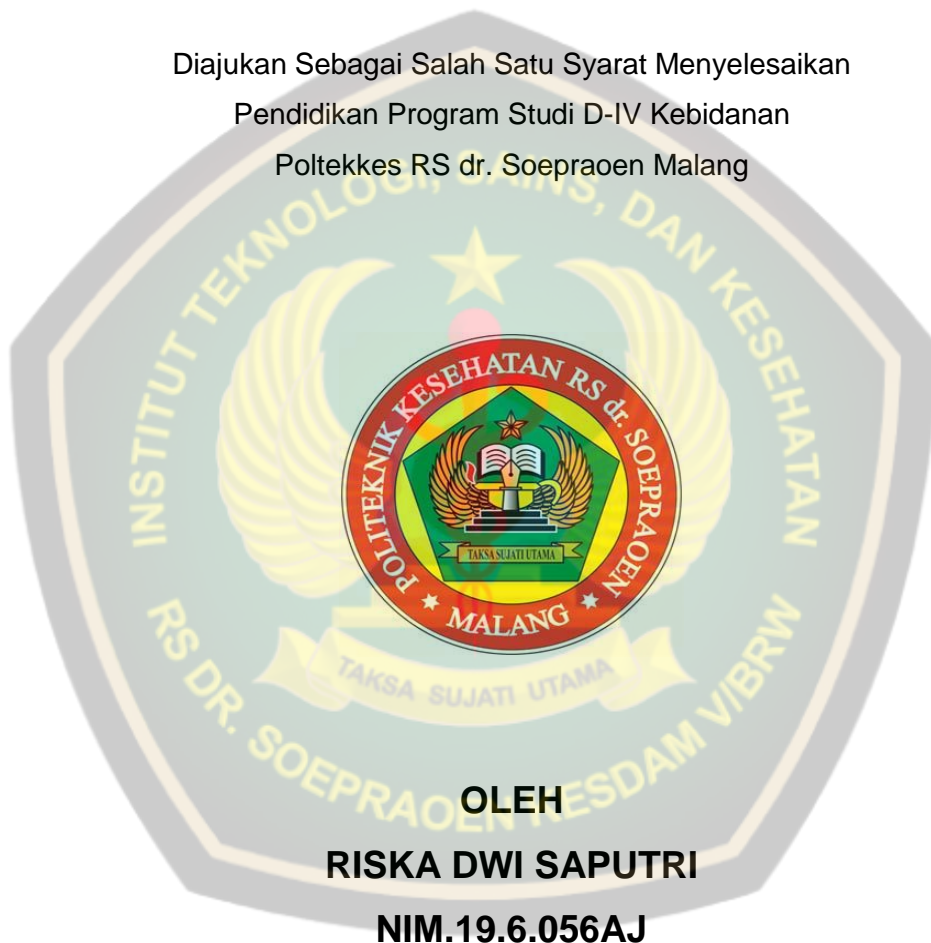 Diajukan Sebagai Salah Satu Syarat Menyelesaikan
Pendidikan Program Studi D-IV Kebidanan
Poltekkes RS dr. Soepraoen Malang
INSTITUT TEKNOLOGI, SAINS, DAN KESEHATAN
POLITEKNIK KESEHATAN RS dr. SOEPRAOEN
TAKSA SUJATI UTAMA
★ MALANG ★
TAKSA SUJATI UTAMA
RS DR. SOEPRAOEN KESDAM V/BRW
OLEH
RISKA DWI SAPUTRI
NIM.19.6.056AJ